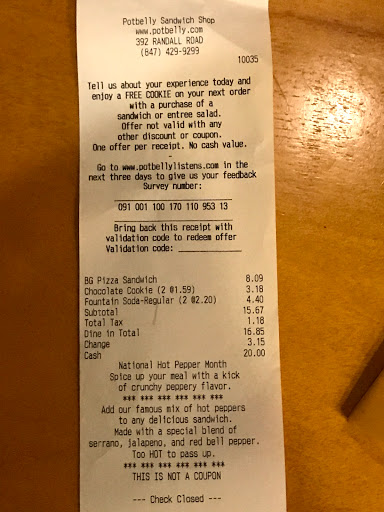 Potbelly Sandwich Shop
www.potbelly.com
392 RANDALL ROAD
(847) 429-9299
10035
Tell us about your experience today and
enjoy a FREE COOKIE on your next order
with a purchase of a
sandwich or entree salad.
Offer not valid with any
other discount or coupon.
One offer per receipt. No cash value.
-
Go to www.potbellylistens.com in the
next three days to give us your feedback
Survey number:
091 001 100 170 110 953 13
Bring back this receipt with
validation code to redeem offer
Validation code: ____________
BG Pizza Sandwich 8.09
Chocolate Cookie (2 @1.59) 3.18
Fountain Soda-Regular (2 @2.20) 4.40
Subtotal 15.67
Total Tax 1.18
Dine in Total 16.85
Change 3.15
Cash 20.00
National Hot Pepper Month
Spice up your meal with a kick
of crunchy peppery flavor.
*** *** *** *** *** *** ***
Add our famous mix of hot peppers
to any delicious sandwich.
Made with a special blend of
serrano, jalapeno, and red bell pepper.
Too HOT to pass up.
*** *** *** *** *** *** ***
THIS IS NOT A COUPON
--- Check Closed ---